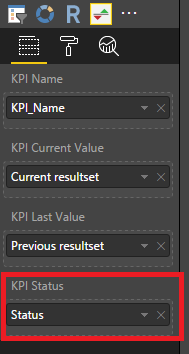 R
KPI Name
KPI_Name
KPI Current Value
Current resultset
KPI Last Value
Previous resultset
KPI Status
Status